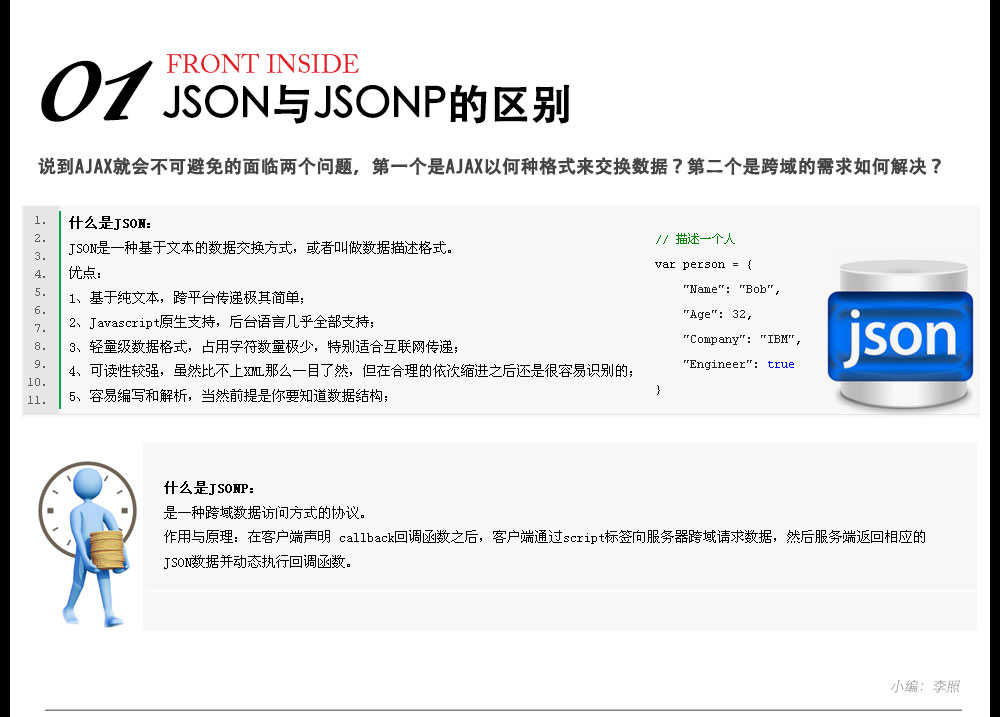 01
FRONT INSIDE
JSON与JSONP的区别
说到AJAX就会不可避免的面临两个问题，第一个是AJAX以何种格式来交换数据？第二个是跨域的需求如何解决？
1.
2.
3.
4.
5.
6.
7.
8.
9.
10.
11.
什么是JSON:
JSON是一种基于文本的数据交换方式，或者叫做数据描述格式。
优点:
1、基于纯文本，跨平台传递极其简单;
2、Javascript原生支持，后台语言几乎全部支持;
3、轻量级数据格式，占用字符数量极少，特别适合互联网传递;
4、可读性较强，虽然比不上XML那么一目了然，但在合理的依次缩进之后还是很容易识别的;
5、容易编写和解析，当然前提是你要知道数据结构;
// 描述一个人
var person = {
"Name": "Bob",
"Age": 32,
"Company": "IBM",
"Engineer": true
}
json
什么是JSONP:
是一种跨域数据访问方式的协议。
作用与原理: 在客户端声明 callback回调函数之后，客户端通过script标签向服务器跨域请求数据，然后服务端返回相应的
JSON数据并动态执行回调函数。
小编: 李照